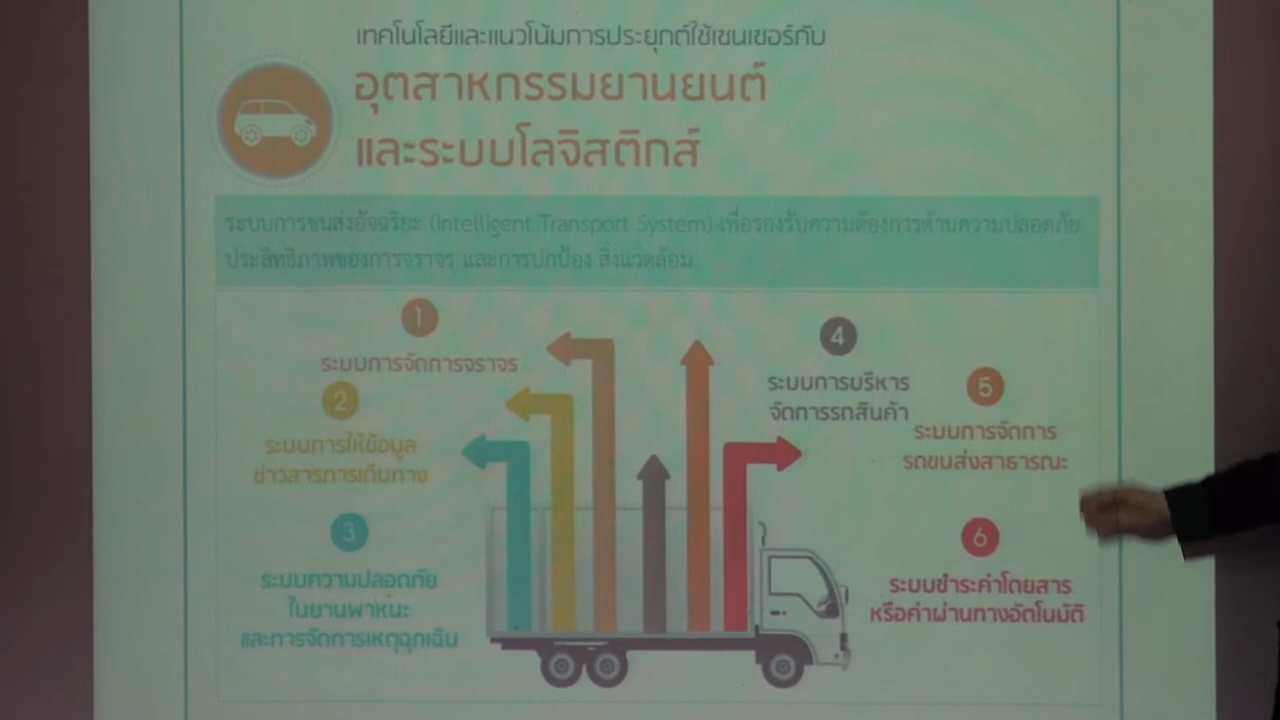 เทคโนโลยีและแนวโน้มการประยุกต์ใช้เซนเซอร์กับ
อุตสาหกรรมยานยนต์
และระบบโลจิสติกส์
ระบบการขนส่งอัจฉริยะ (Intelligent Transport System) เพื่อรองรับความต้องการด้านความปลอดภัย
ประสิทธิภาพของการจราจร และการปกป้อง สิ่งแวดล้อม
1
ระบบการจัดการจราจร
2
ระบบการให้ข้อมูล
ข่าวสารการเดินทาง
3
ระบบความปลอดภัย
ในยานพาหนะ
และการจัดการเหตุฉุกเฉิน
4
ระบบการบริหาร
จัดการรถสินค้า
5
ระบบการจัดการ
รถขนส่งสาธารณะ
6
ระบบชำระค่าโดยสาร
หรือค่าผ่านทางอัตโนมัติ